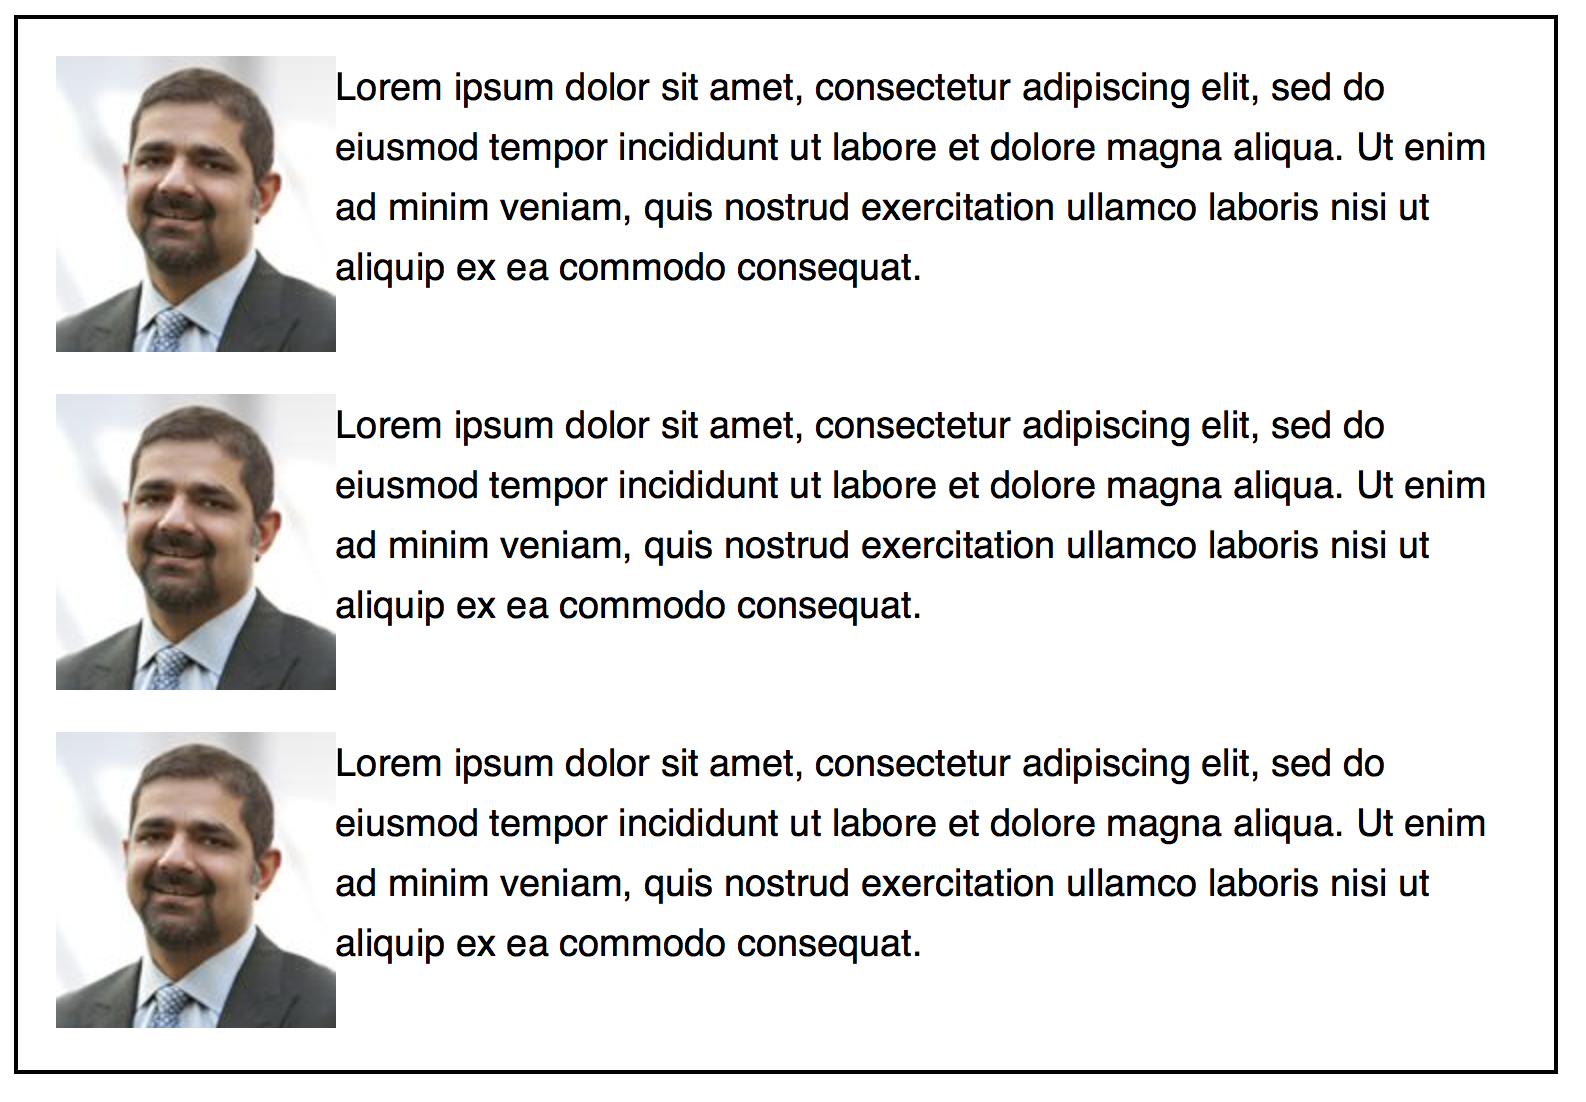 Lorem ipsum dolor sit amet, consectetur adipiscing elit, sed do
eiusmod tempor incididunt ut labore et dolore magna aliqua. Ut enim
ad minim veniam, quis nostrud exercitation ullamco laboris nisi ut
aliquip ex ea commodo consequat.
Lorem ipsum dolor sit amet, consectetur adipiscing elit, sed do
eiusmod tempor incididunt ut labore et dolore magna aliqua. Ut enim
ad minim veniam, quis nostrud exercitation ullamco laboris nisi ut
aliquip ex ea commodo consequat.
Lorem ipsum dolor sit amet, consectetur adipiscing elit, sed do
eiusmod tempor incididunt ut labore et dolore magna aliqua. Ut enim
ad minim veniam, quis nostrud exercitation ullamco laboris nisi ut
aliquip ex ea commodo consequat.